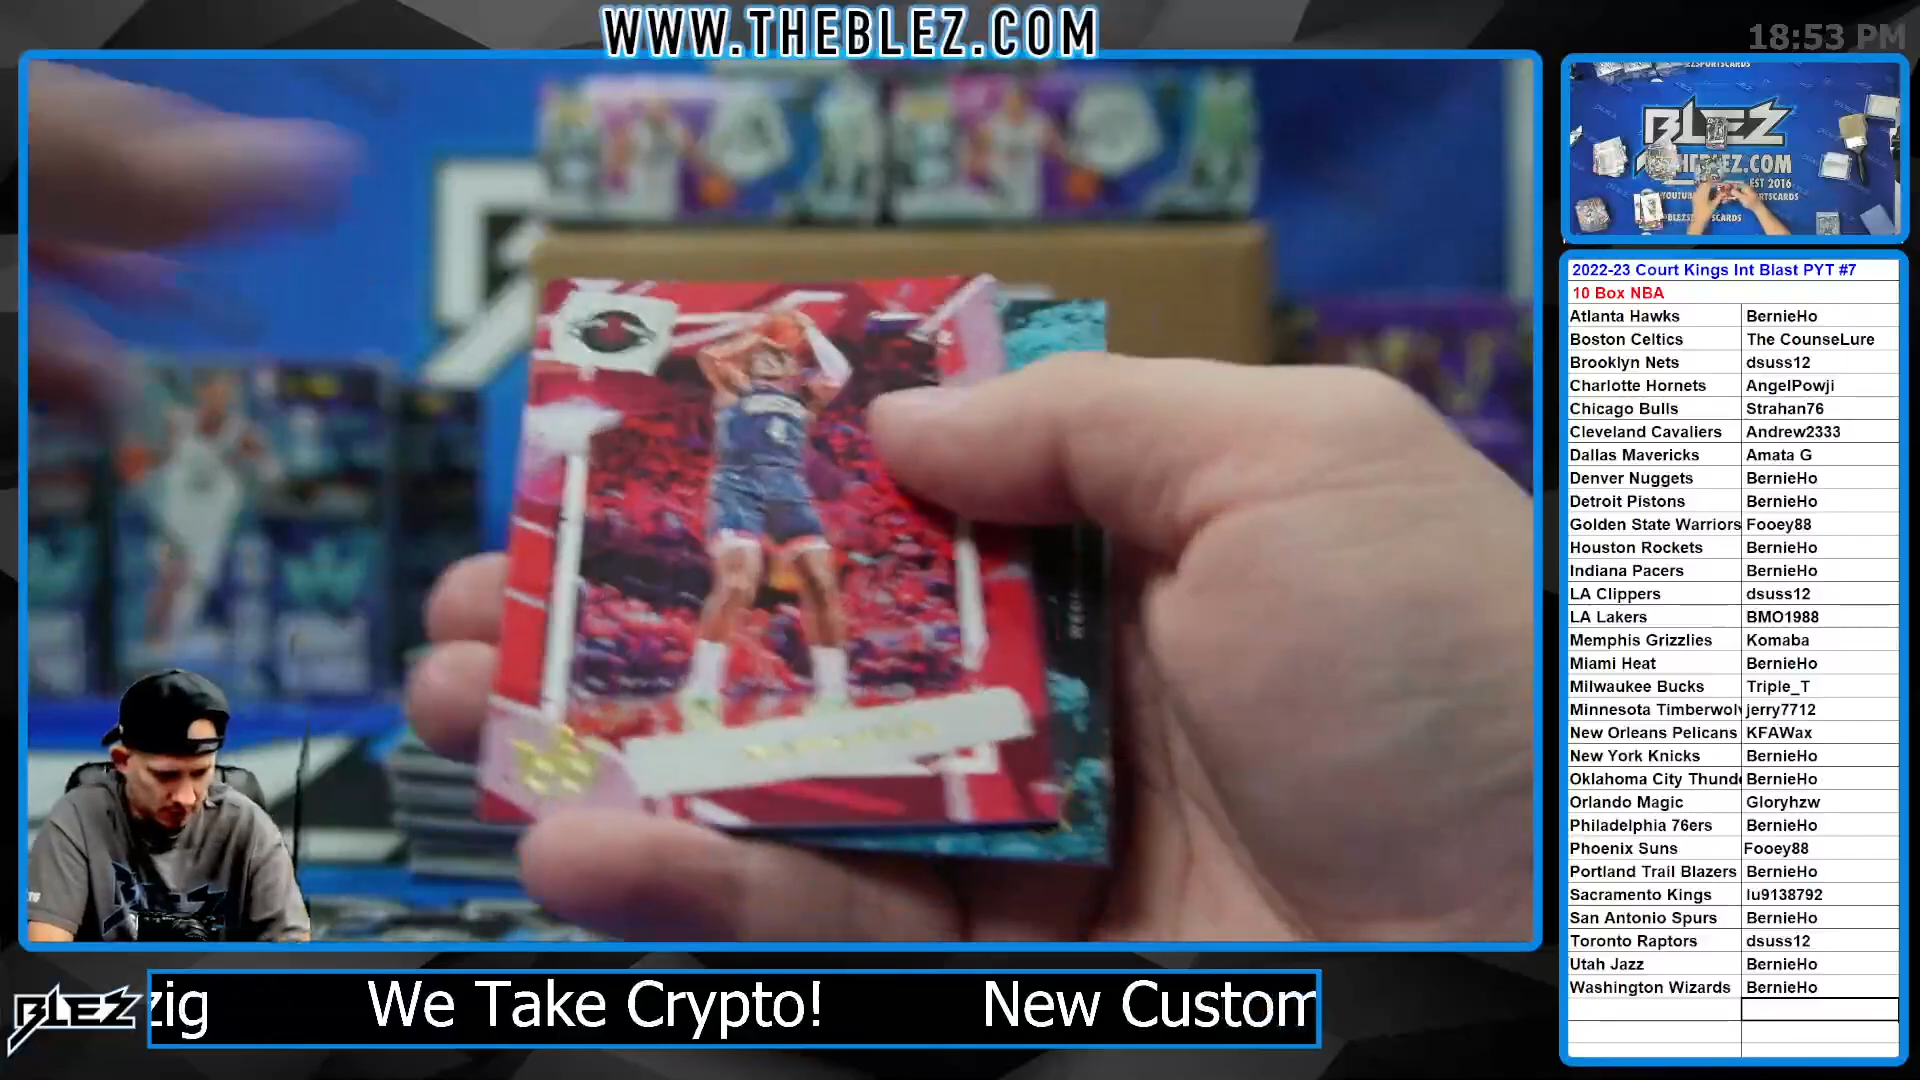 WWW.THEBLEZ.COM
18:53 PM
BLEZ
THEBLEZ.COM
EST 2016
2022-23 Court Kings Int Blast PYT #7
10 Box NBA
Atlanta Hawks BernieHo
Boston Celtics The CounseLure
Brooklyn Nets dsuss12
Charlotte Hornets AngelPowji
Chicago Bulls Strahan76
Cleveland Cavaliers Andrew2333
Dallas Mavericks Amata G
Denver Nuggets BernieHo
Detroit Pistons BernieHo
Golden State Warriors Fooey88
Houston Rockets BernieHo
Indiana Pacers BernieHo
LA Clippers dsuss12
LA Lakers BMO1988
Memphis Grizzlies Komaba
Miami Heat BernieHo
Milwaukee Bucks Triple_T
Minnesota Timberwol jerry7712
New Orleans Pelicans KFAWax
New York Knicks BernieHo
Oklahoma City Thund BernieHo
Orlando Magic Gloryhzw
Philadelphia 76ers BernieHo
Phoenix Suns Fooey88
Portland Trail Blazers BernieHo
Sacramento Kings lu9138792
San Antonio Spurs BernieHo
Toronto Raptors dsuss12
Utah Jazz BernieHo
Washington Wizards BernieHo
BLEZ
zig We Take Crypto! New Custom